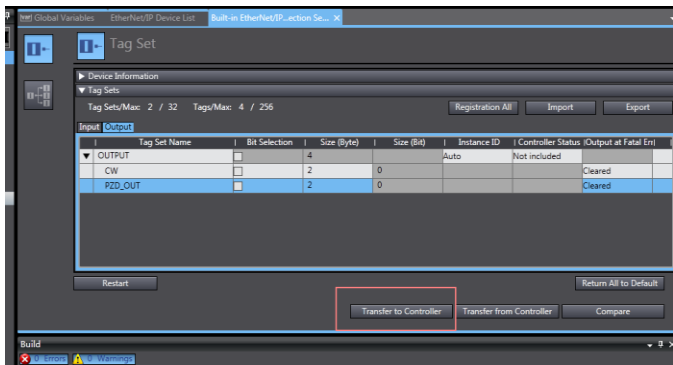 Global Variables EtherNet/IP Device List Built-in EtherNet/IP...ection Se... X
Tag Set
Device Information
Tag Sets
Tag Sets/Max: 2 / 32 Tags/Max: 4 / 256
Registration All Import Export
Input Output
Tag Set Name | Bit Selection | Size (Byte) | Size (Bit) | Instance ID | Controller Status |Output at Fatal Err|
OUTPUT 4 Auto Not included
CW 2 0 Cleared
PZD_OUT 2 0 Cleared
Restart Return All to Default
Transfer to Controller Transfer from Controller Compare
Build
0 Errors 0 Warnings